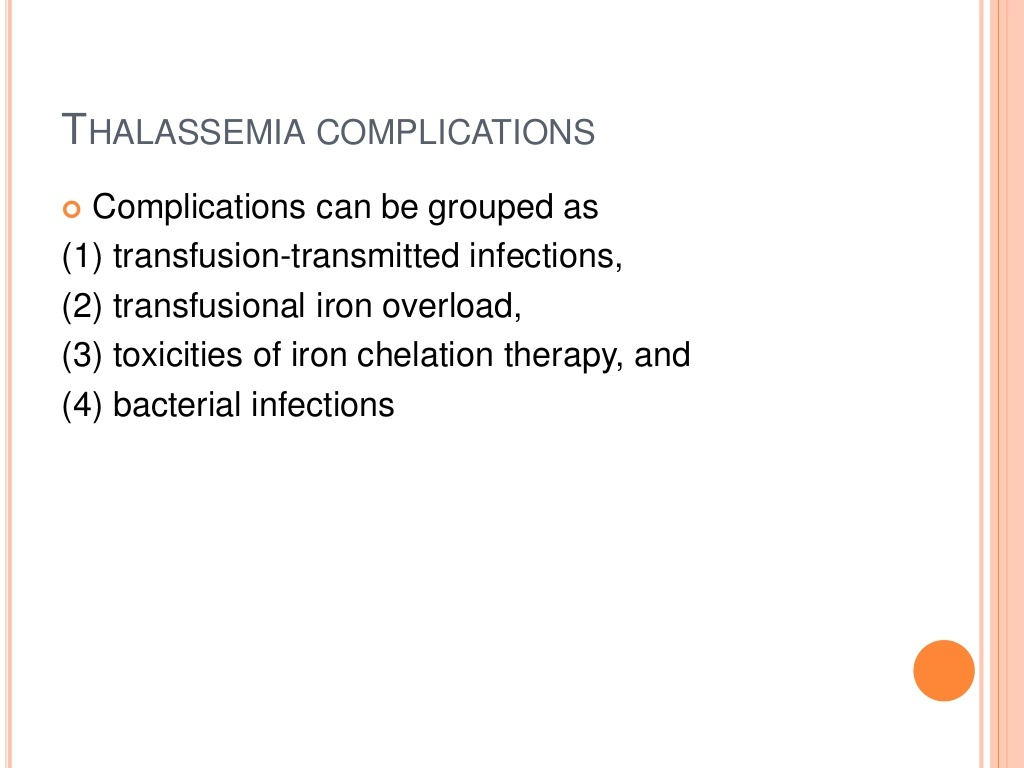 THALASSEMIA COMPLICATIONS
Complications can be grouped as
(1) transfusion-transmitted infections,
(2) transfusional iron overload,
(3) toxicities of iron chelation therapy, and
(4) bacterial infections